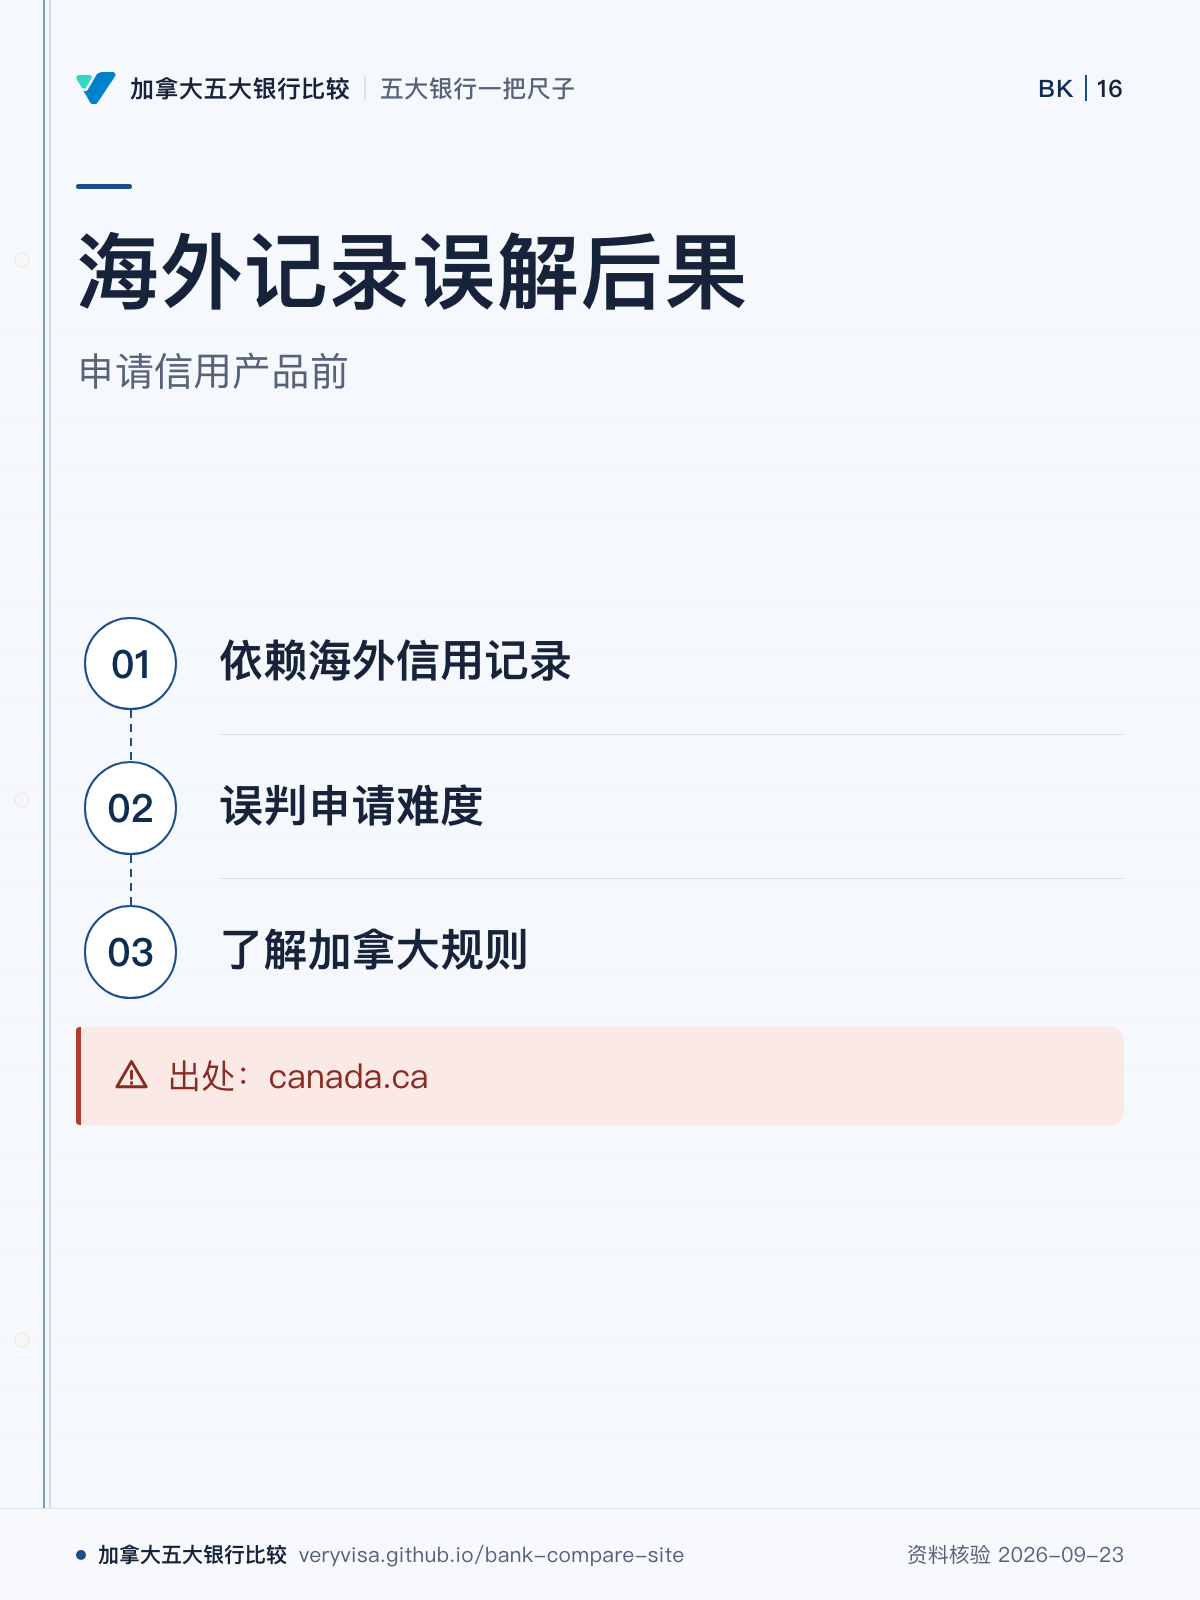 加拿大五大银行比较 五大银行一把尺子 BK 16
海外记录误解后果
申请信用产品前
01 依赖海外信用记录
02 误判申请难度
03 了解加拿大规则
出处：canada.ca
加拿大五大银行比较 veryvisa.github.io/bank-compare-site 资料核验 2026-09-23